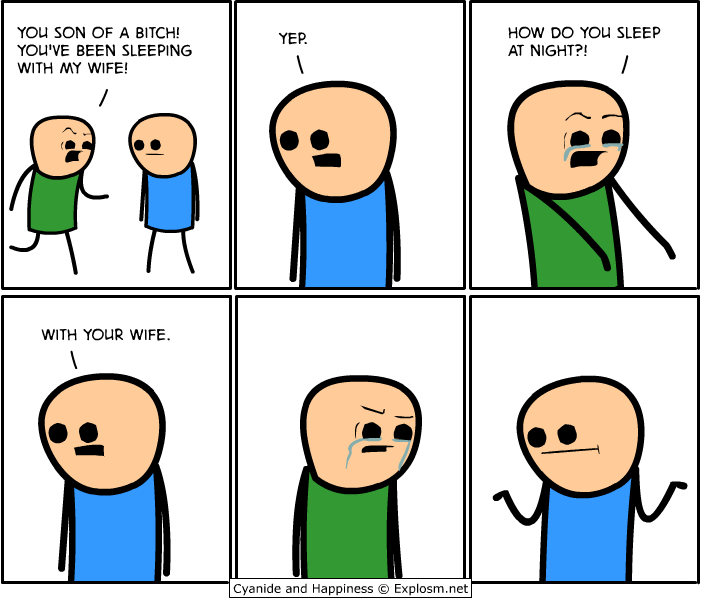 YOU SON OF A BITCH!
YOU'VE BEEN SLEEPING
WITH MY WIFE!
YEP.
HOW DO YOU SLEEP
AT NIGHT?!
WITH YOUR WIFE.
Cyanide and Happiness © Explosm.net